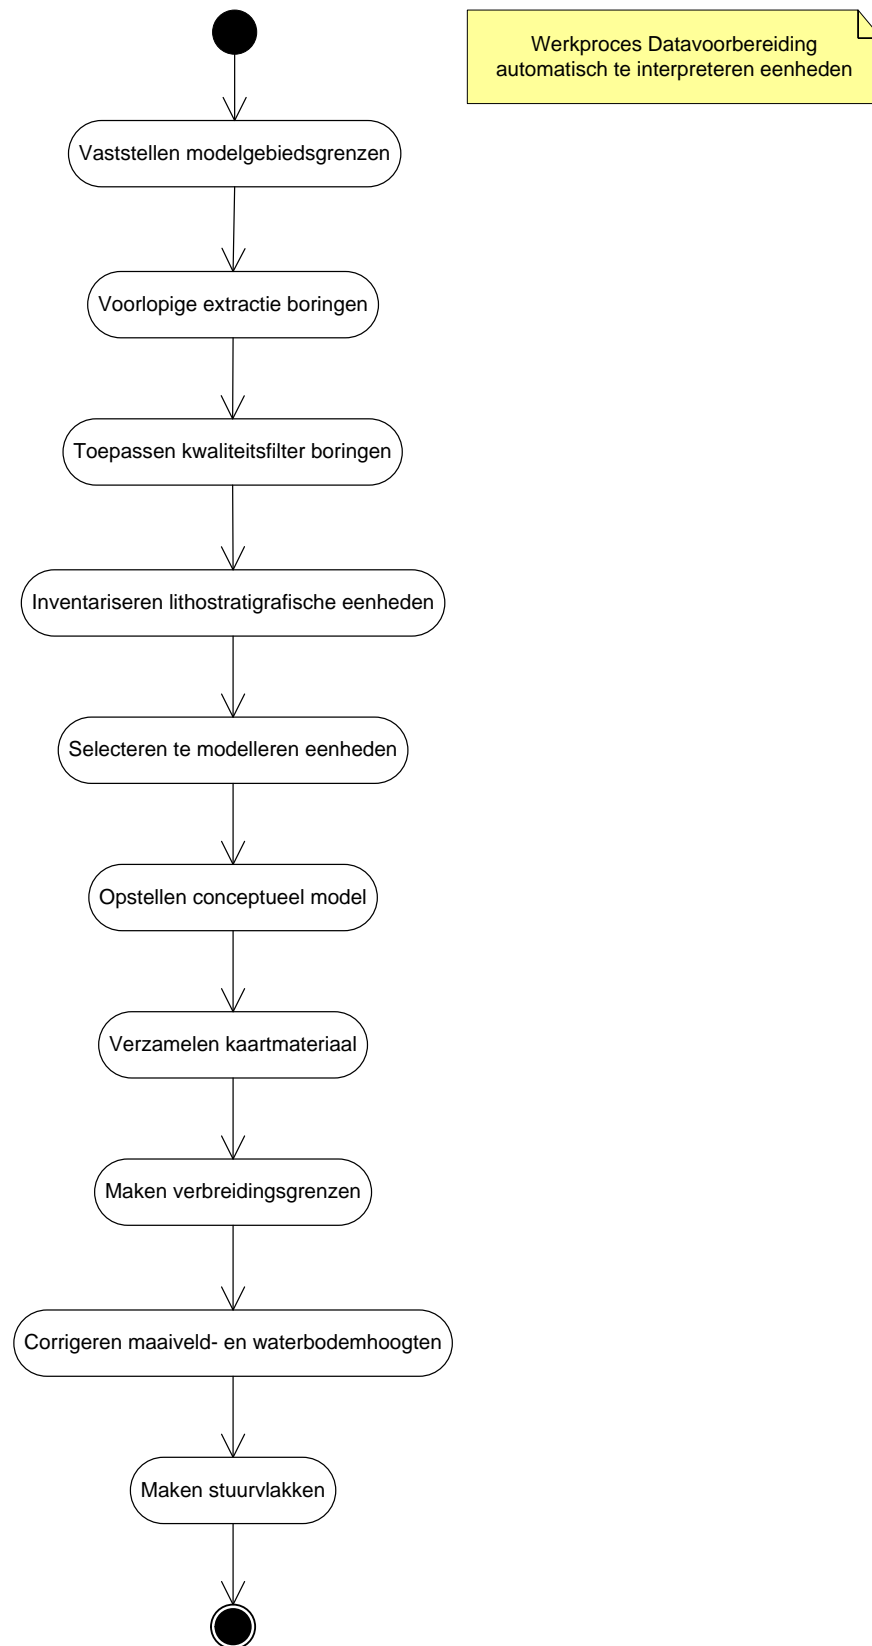 Werkproces Datavoorbereiding
automatisch te interpreteren eenheden
Vaststellen modelgebiedsgrenzen
Voorlopige extractie boringen
Toepassen kwaliteitsfilter boringen
Inventariseren lithostratigrafische eenheden
Selecteren te modelleren eenheden
Opstellen conceptueel model
Verzamelen kaartmateriaal
Maken verbreidingsgrenzen
Corrigeren maaiveld- en waterbodemhoogten
Maken stuurvlakken